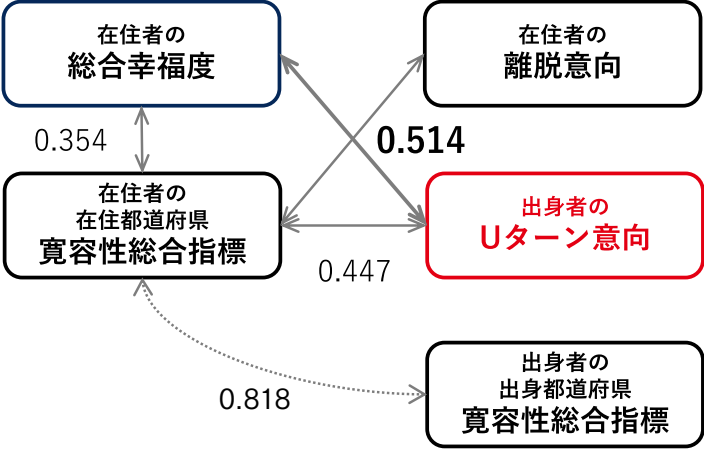 在住者の
総合幸福度
在住者の
離脱意向
0.354
0.514
在住者の
在住都道府県
寛容性総合指標
出身者の
Uターン意向
0.447
0.818
出身者の
出身都道府県
寛容性総合指標